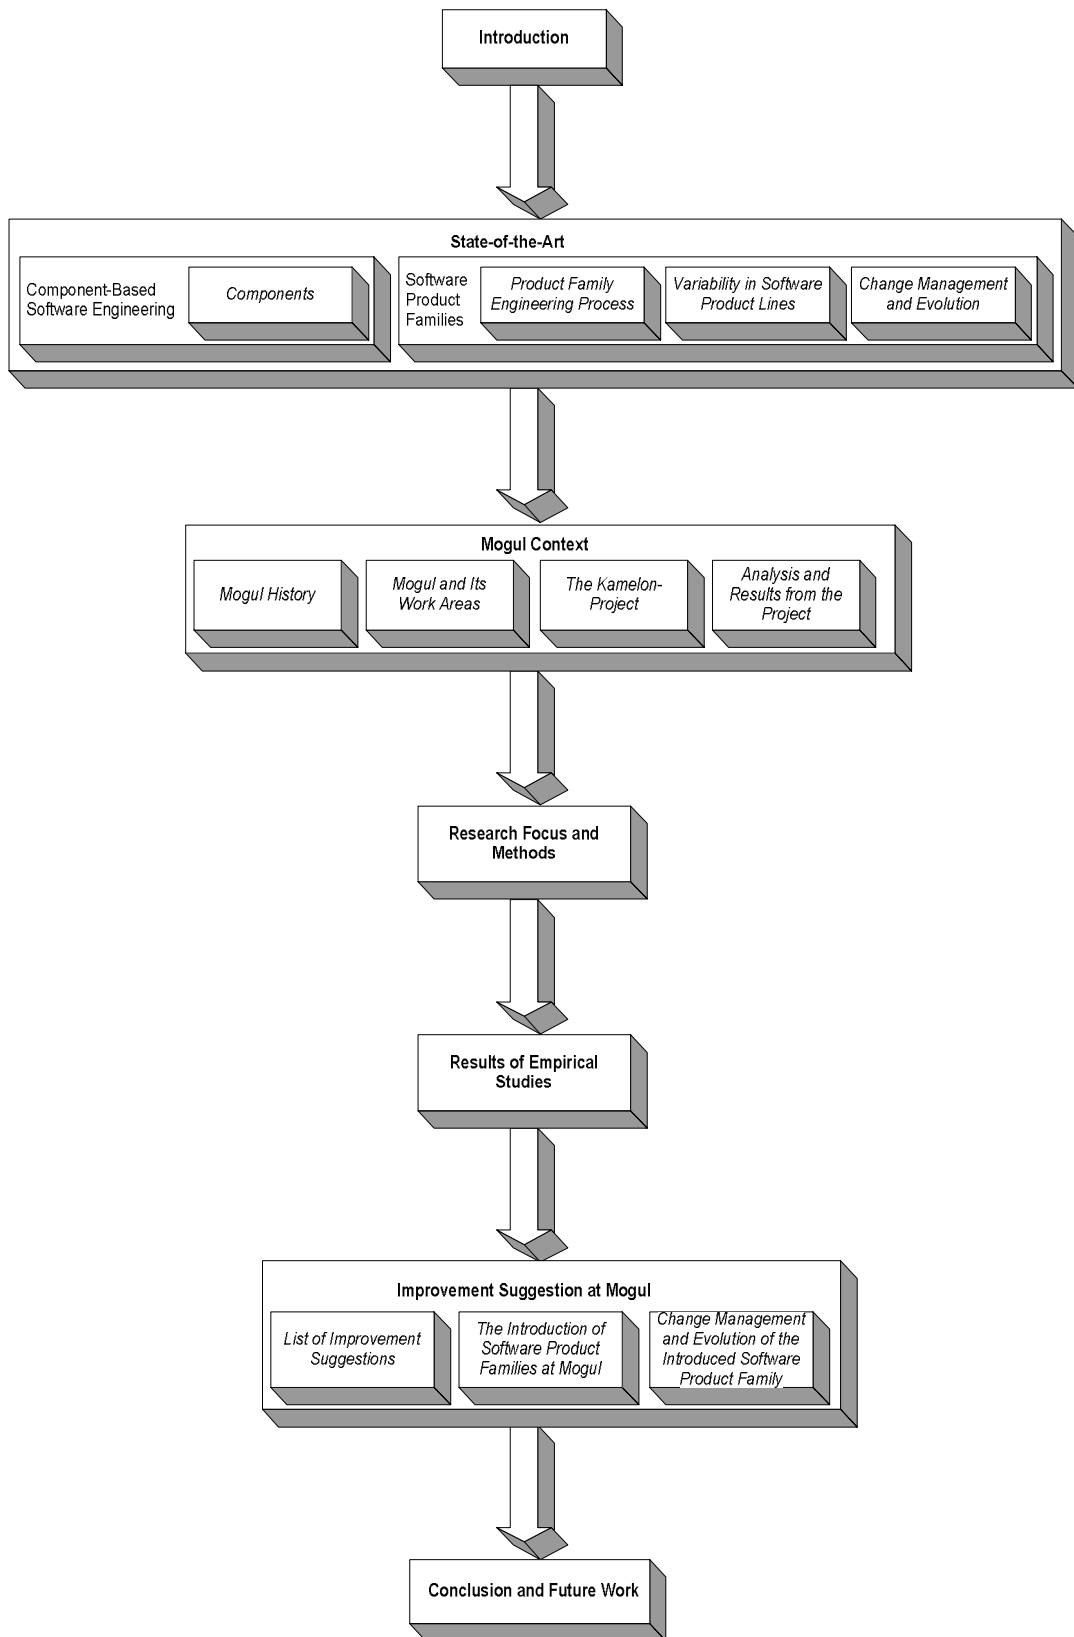 Introduction
State-of-the-Art
Component-Based
Software Engineering
Components
Software
Product
Families
Product Family
Engineering Process
Variability in Software
Product Lines
Change Management
and Evolution
Mogul Context
Mogul History
Mogul and Its
Work Areas
The Kamelon-
Project
Analysis and
Results from the
Project
Research Focus and
Methods
Results of Empirical
Studies
Improvement Suggestion at Mogul
List of Improvement
Suggestions
The Introduction of
Software Product
Families at Mogul
Change Management
and Evolution of the
Introduced Software
Product Family
Conclusion and Future Work